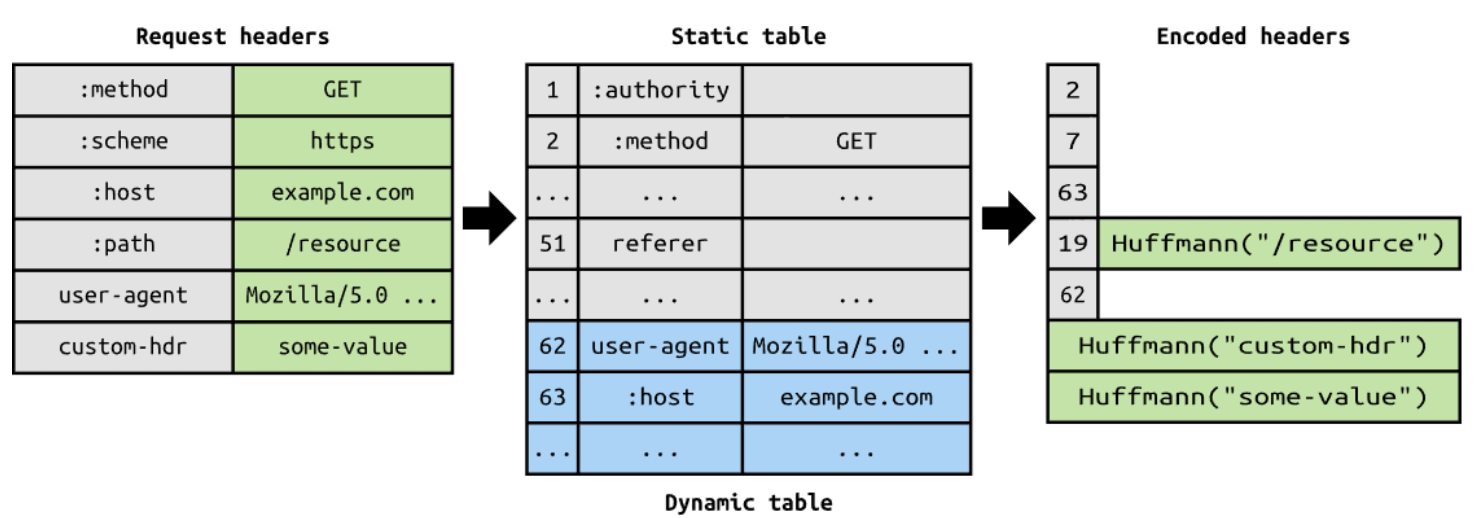 Request headers
:method GET
:scheme https
:host example.com
:path /resource
user-agent Mozilla/5.0 ...
custom-hdr some-value
Static table
1 :authority
2 :method GET
... ... ...
51 referer
... ... ...
62 user-agent Mozilla/5.0 ...
63 :host example.com
... ... ...
Dynamic table
Encoded headers
2
7
63
19 Huffmann("/resource")
62
Huffmann("custom-hdr")
Huffmann("some-value")